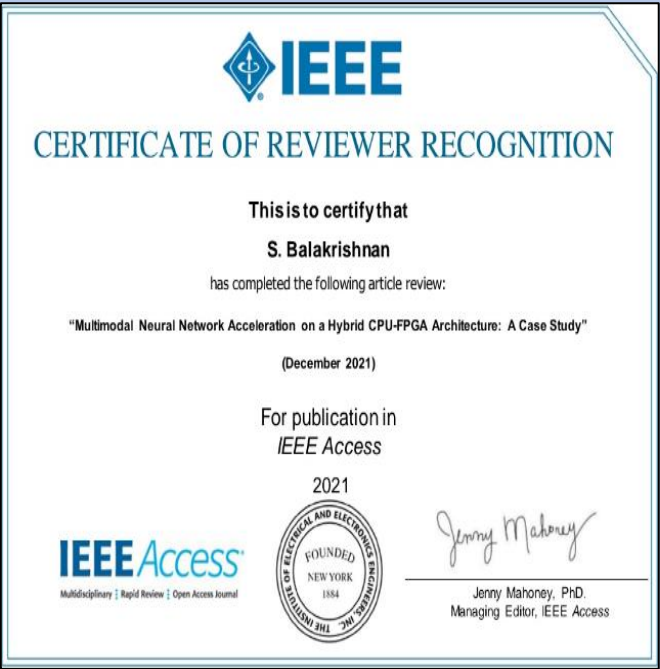 IEEE
CERTIFICATE OF REVIEWER RECOGNITION
This is to certify that
S. Balakrishnan
has completed the following article review:
“Multimodal Neural Network Acceleration on a Hybrid CPU-FPGA Architecture: A Case Study”
(December 2021)
For publication in
IEEE Access
2021
IEEE Access
Multidisciplinary Rapid Review Open Access Journal
THE INSTITUTE OF ELECTRICAL AND ELECTRONICS ENGINEERS, INC.
FOUNDED
NEW YORK
1884
Jenny Mahoney
Jenny Mahoney, PhD.
Managing Editor, IEEE Access